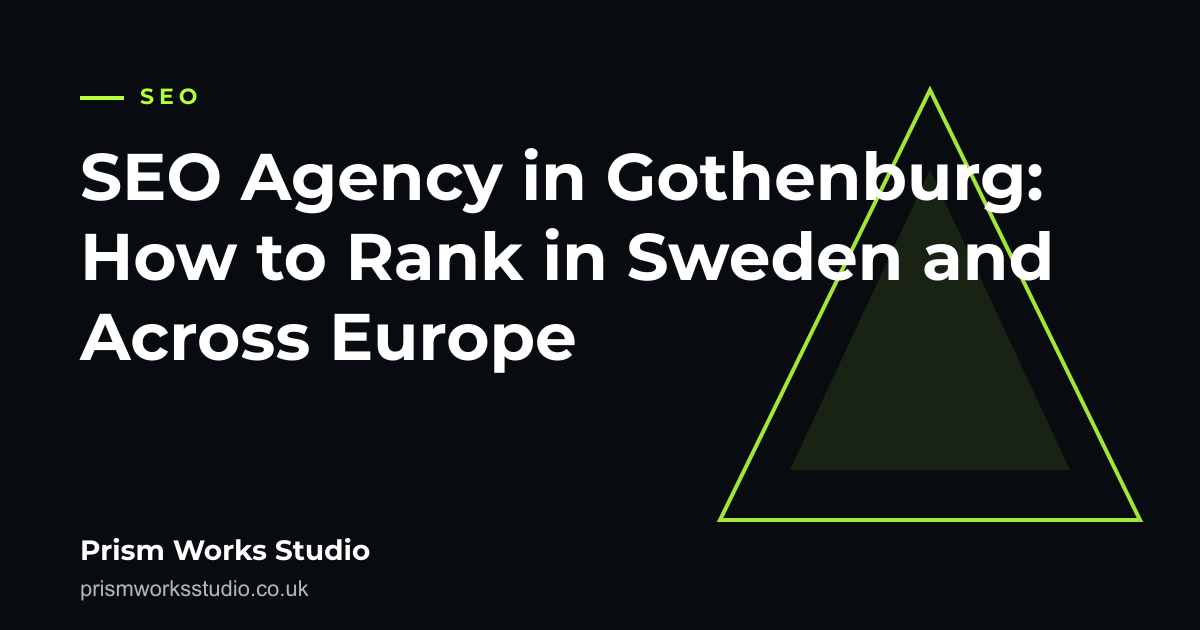 SEO
SEO Agency in Gothenburg:
How to Rank in Sweden and
Across Europe
Prism Works Studio
prismworksstudio.co.uk